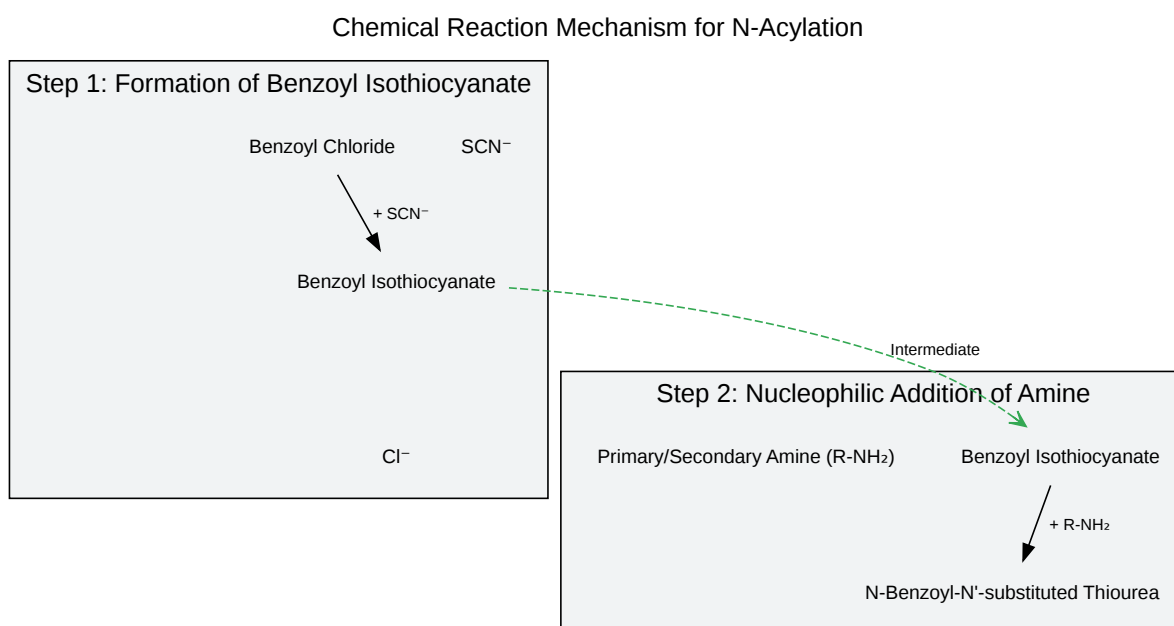 Chemical Reaction Mechanism for N-Acylation
Step 1: Formation of Benzoyl Isothiocyanate
Benzoyl Chloride
SCN⁻
+ SCN⁻
Benzoyl Isothiocyanate
Cl⁻
Intermediate
Step 2: Nucleophilic Addition of Amine
Primary/Secondary Amine (R-NH₂)
Benzoyl Isothiocyanate
+ R-NH₂
N-Benzoyl-N'-substituted Thiourea